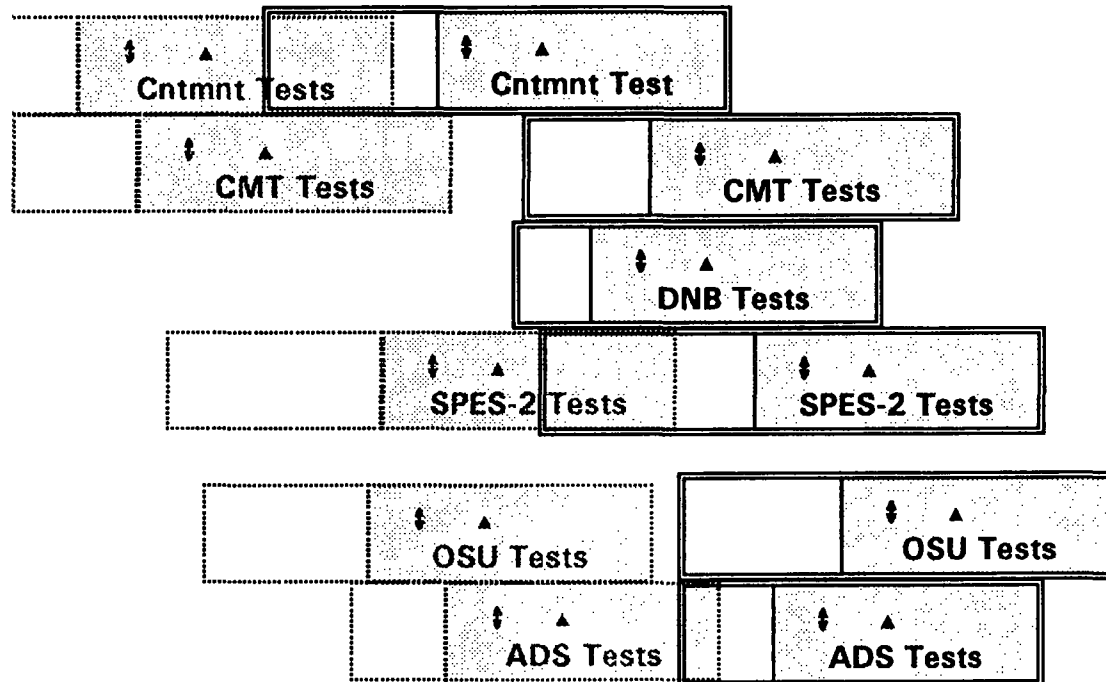 Cntmnt Tests Cntmnt Test
CMT Tests CMT Tests
DNB Tests
SPES-2 Tests SPES-2 Tests
OSU Tests OSU Tests
ADS Tests ADS Tests